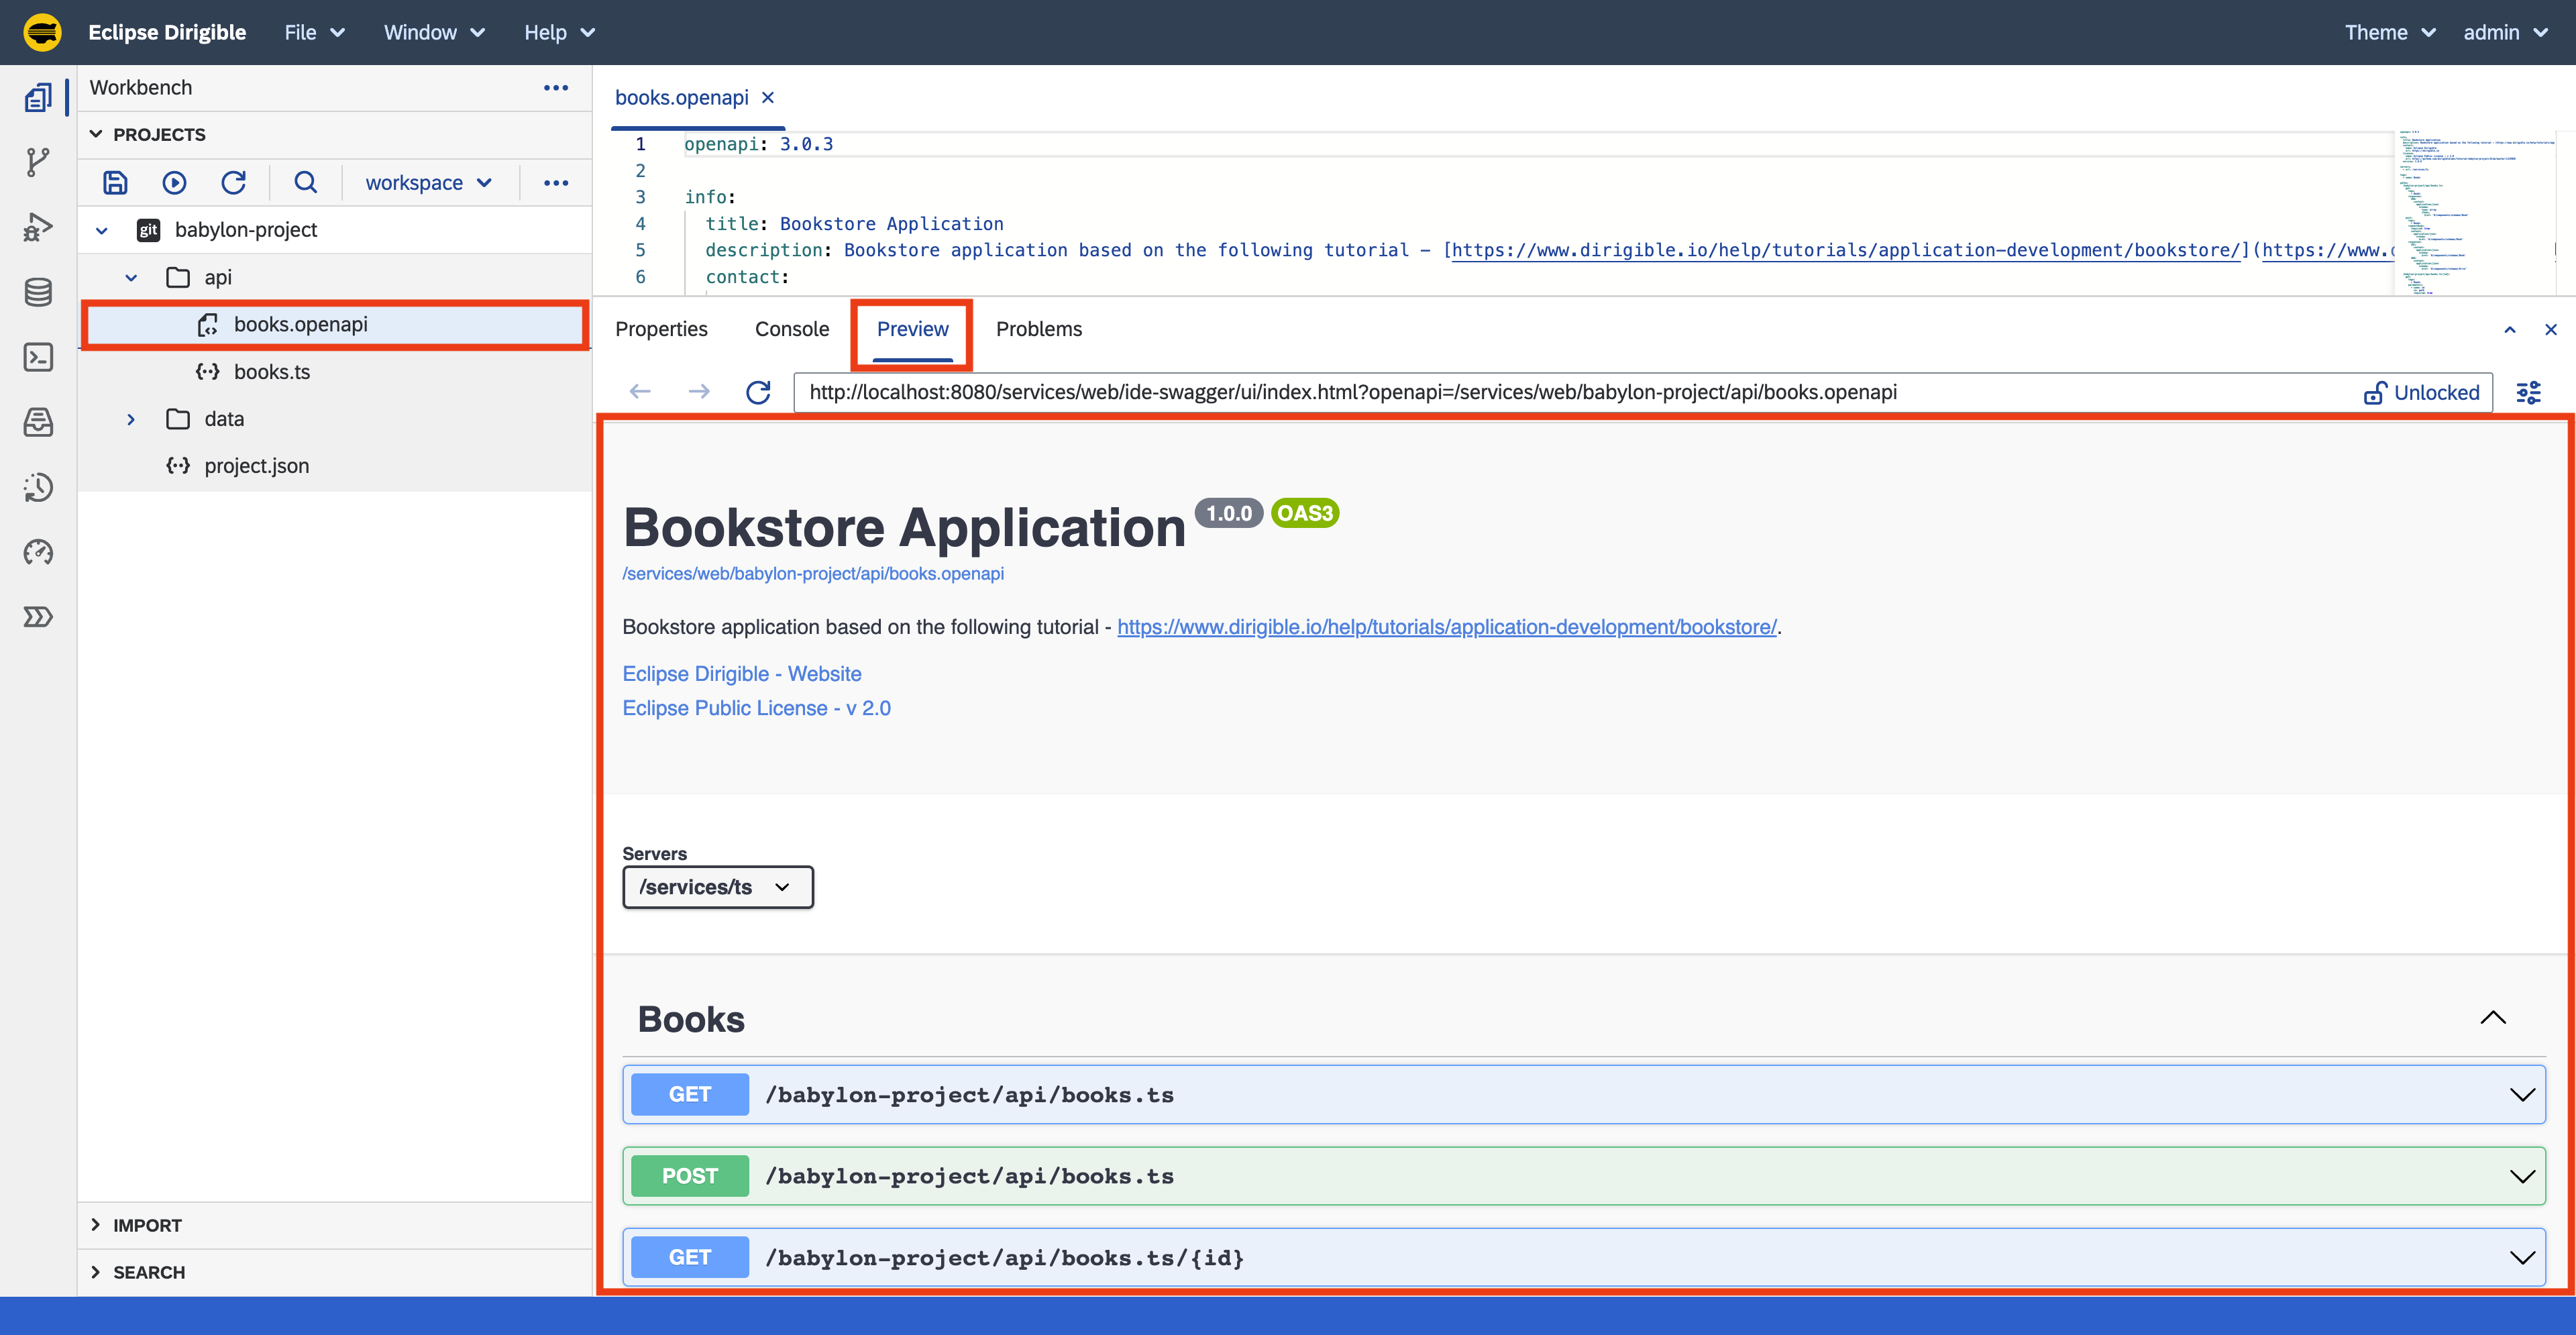 Eclipse Dirigible File Window Help Theme admin
Workbench
PROJECTS
workspace
git babylon-project
api
books.openapi
books.ts
data
project.json
IMPORT
SEARCH
books.openapi
1 openapi: 3.0.3
2
3 info:
4 title: Bookstore Application
5 description: Bookstore application based on the following tutorial - [https://www.dirigible.io/help/tutorials/application-development/bookstore/](https://www.
6 contact:
Properties Console Preview Problems
http://localhost:8080/services/web/ide-swagger/ui/index.html?openapi=/services/web/babylon-project/api/books.openapi Unlocked
Bookstore Application 1.0.0 OAS3
/services/web/babylon-project/api/books.openapi
Bookstore application based on the following tutorial - https://www.dirigible.io/help/tutorials/application-development/bookstore/.
Eclipse Dirigible - Website
Eclipse Public License - v 2.0
Servers
/services/ts
Books
GET /babylon-project/api/books.ts
POST /babylon-project/api/books.ts
GET /babylon-project/api/books.ts/{id}